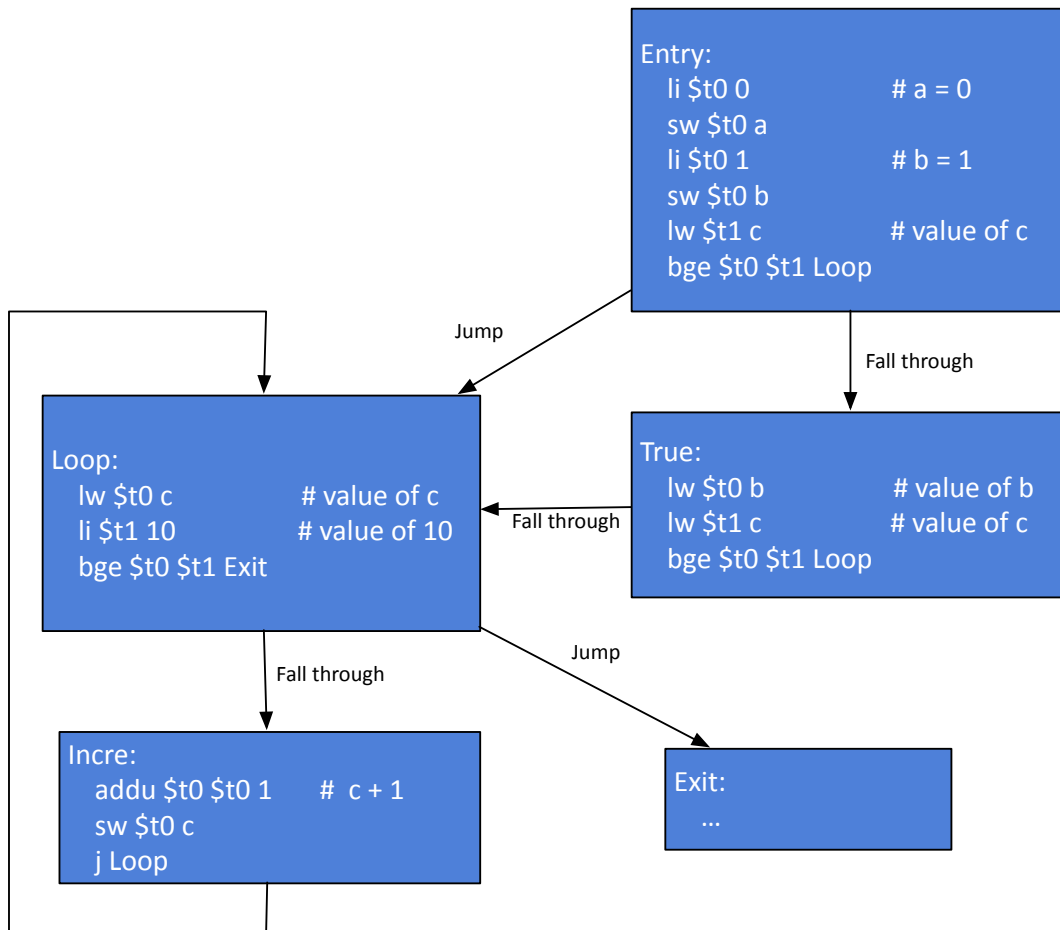 Entry:
li $t0 0 # a = 0
sw $t0 a
li $t0 1 # b = 1
sw $t0 b
lw $t1 c # value of c
bge $t0 $t1 Loop
Jump
Fall through
Loop:
lw $t0 c # value of c
li $t1 10 # value of 10
bge $t0 $t1 Exit
Fall through
True:
lw $t0 b # value of b
lw $t1 c # value of c
bge $t0 $t1 Loop
Fall through
Jump
Incre:
addu $t0 $t0 1 # c + 1
sw $t0 c
j Loop
Exit:
...